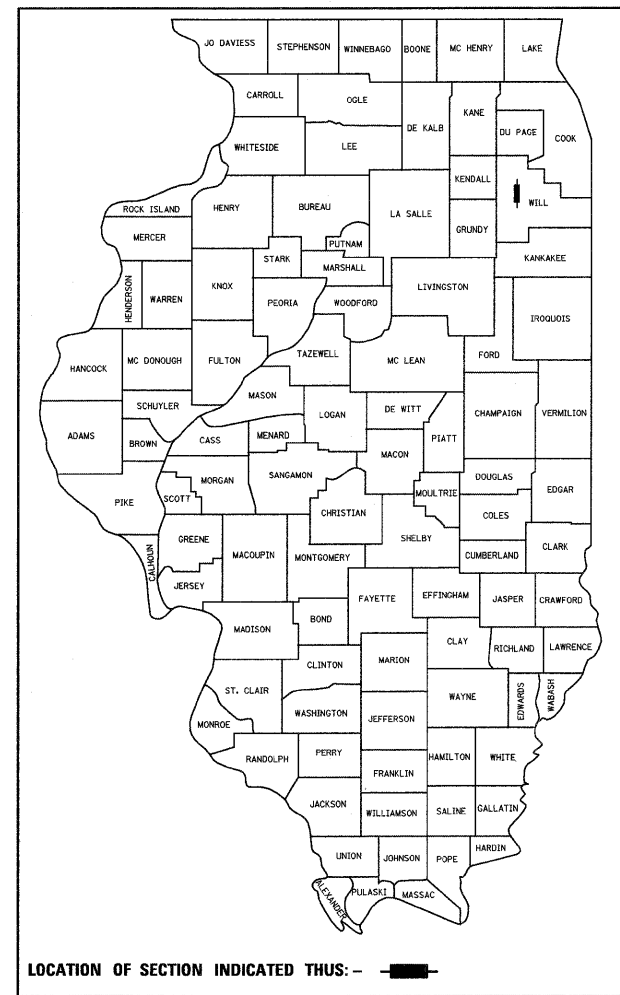 JO DAVIESS
STEPHENSON
WINNEBAGO
BOONE
MC HENRY
LAKE
CARROLL
OGLE
KANE
DE KALB
DU PAGE
COOK
WHITESIDE
LEE
KENDALL
WILL
ROCK ISLAND
HENRY
BUREAU
LA SALLE
GRUNDY
MERCER
PUTNAM
KANKAKEE
STARK
MARSHALL
HENDERSON
WARREN
KNOX
PEORIA
WOODFORD
LIVINGSTON
IROQUOIS
HANCOCK
MC DONOUGH
FULTON
TAZEWELL
MC LEAN
FORD
MASON
SCHUYLER
LOGAN
DE WITT
CHAMPAIGN
VERMILION
ADAMS
BROWN
CASS
MENARD
MACON
PIATT
MORGAN
SANGAMON
DOUGLAS
EDGAR
PIKE
SCOTT
CHRISTIAN
MOULTRIE
COLES
GREENE
CALHOUN
MACOUPIN
MONTGOMERY
SHELBY
CUMBERLAND
CLARK
JERSEY
FAYETTE
EFFINGHAM
JASPER
CRAWFORD
MADISON
BOND
CLAY
RICHLAND
LAWRENCE
CLINTON
MARION
ST. CLAIR
WAYNE
EDWARDS
WABASH
WASHINGTON
JEFFERSON
MONROE
RANDOLPH
PERRY
HAMILTON
WHITE
FRANKLIN
JACKSON
WILLIAMSON
SALINE
GALLATIN
UNION
JOHNSON
POPE
HARDIN
ALEXANDER
PULASKI
MASSAC
LOCATION OF SECTION INDICATED THUS: –